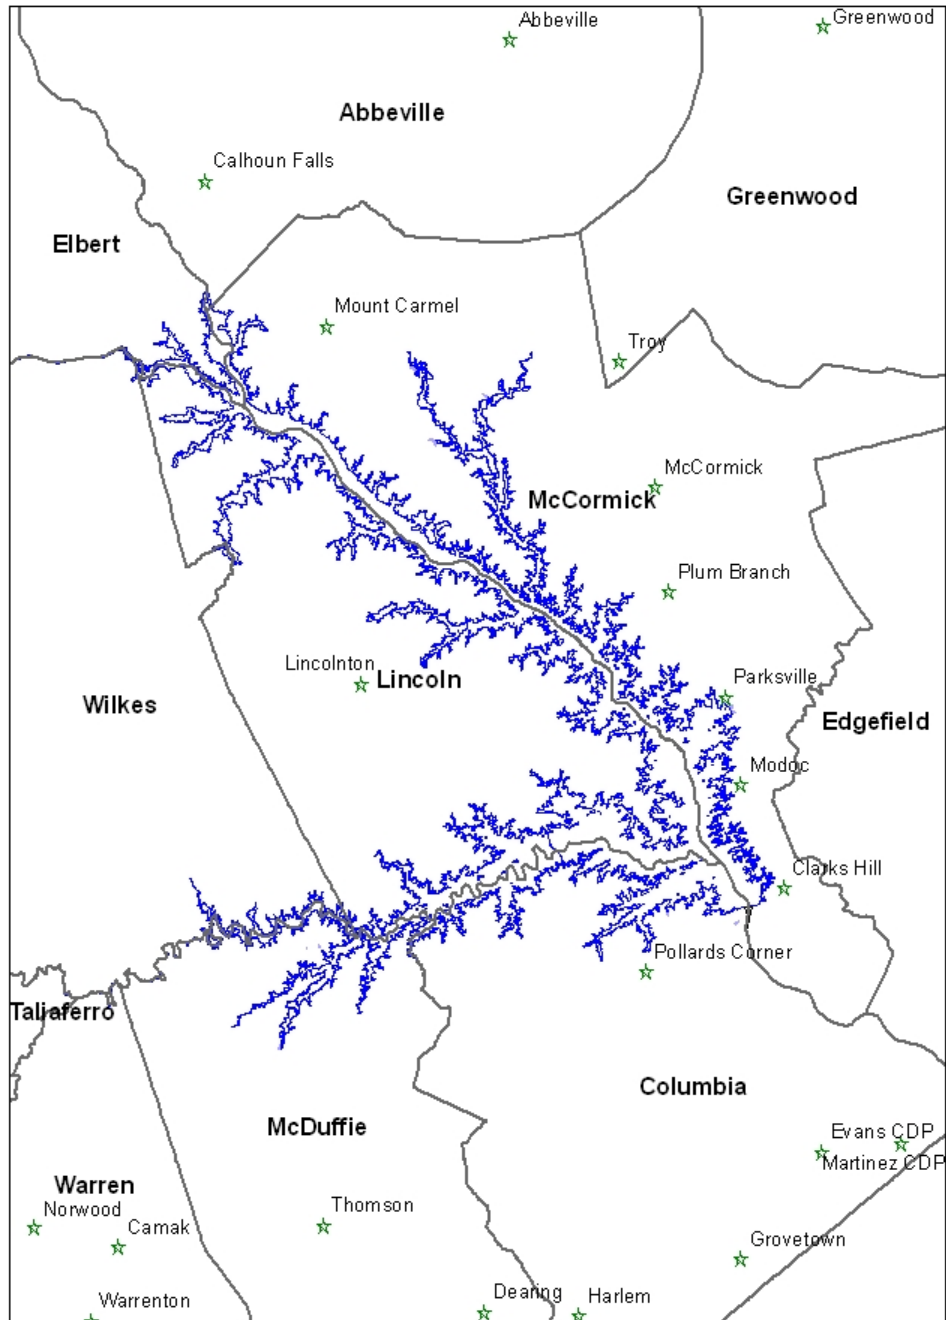 Abbeville
Greenwood
Abbeville
Calhoun Falls
Greenwood
Elbert
Mount Carmel
Troy
McCormick
McCormick
Plum Branch
Lincolnton
Lincoln
Parksville
Wilkes
Edgefield
Modoc
Clarks Hill
Pollards Corner
Taliaferro
Columbia
McDuffie
Evans CDP
Martinez CDP
Warren
Norwood
Thomson
Camak
Grovetown
Dearing
Harlem
Warrenton